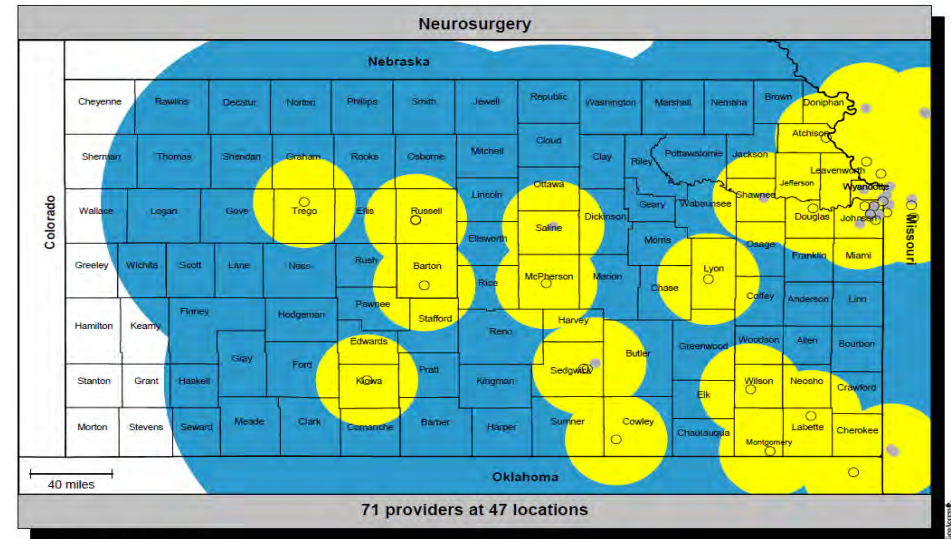 Neurosurgery
Nebraska
Cheyenne Rawlins Decatur Norton Phillips Smith Jewell Republic Washington Marshall Nemaha Brown Doniphan
Atchison
Cloud
Sherman Thomas Sheridan Graham Rooks Osborne Mitchell Clay Riley Pottawatomie Jackson
Leavenworth
Jefferson
Ottawa
Wyandotte
Lincoln
Shawnee
Wallace Logan Gove Trego Ellis Russell Dickinson Geary Wabaunsee
Saline Douglas Johnson
Colorado
Missouri
Ellsworth Morris Osage
Franklin Miami
Greeley Wichita Scott Lane Ness Rush Barton Lyon
Rice McPherson Marion Chase
Coffey Anderson Linn
Pawnee
Finney Hodgeman Stafford
Hamilton Kearny Harvey
Reno
Edwards
Greenwood Woodson Allen Bourbon
Gray Ford Butler
Pratt Sedgwick
Stanton Grant Haskell Kiowa Kingman Wilson Neosho
Crawford
Elk
Morton Stevens Seward Meade Clark Comanche Barber Harper Sumner Cowley
Labette Cherokee
Chautauqua
Montgomery
Oklahoma
40 miles
71 providers at 47 locations